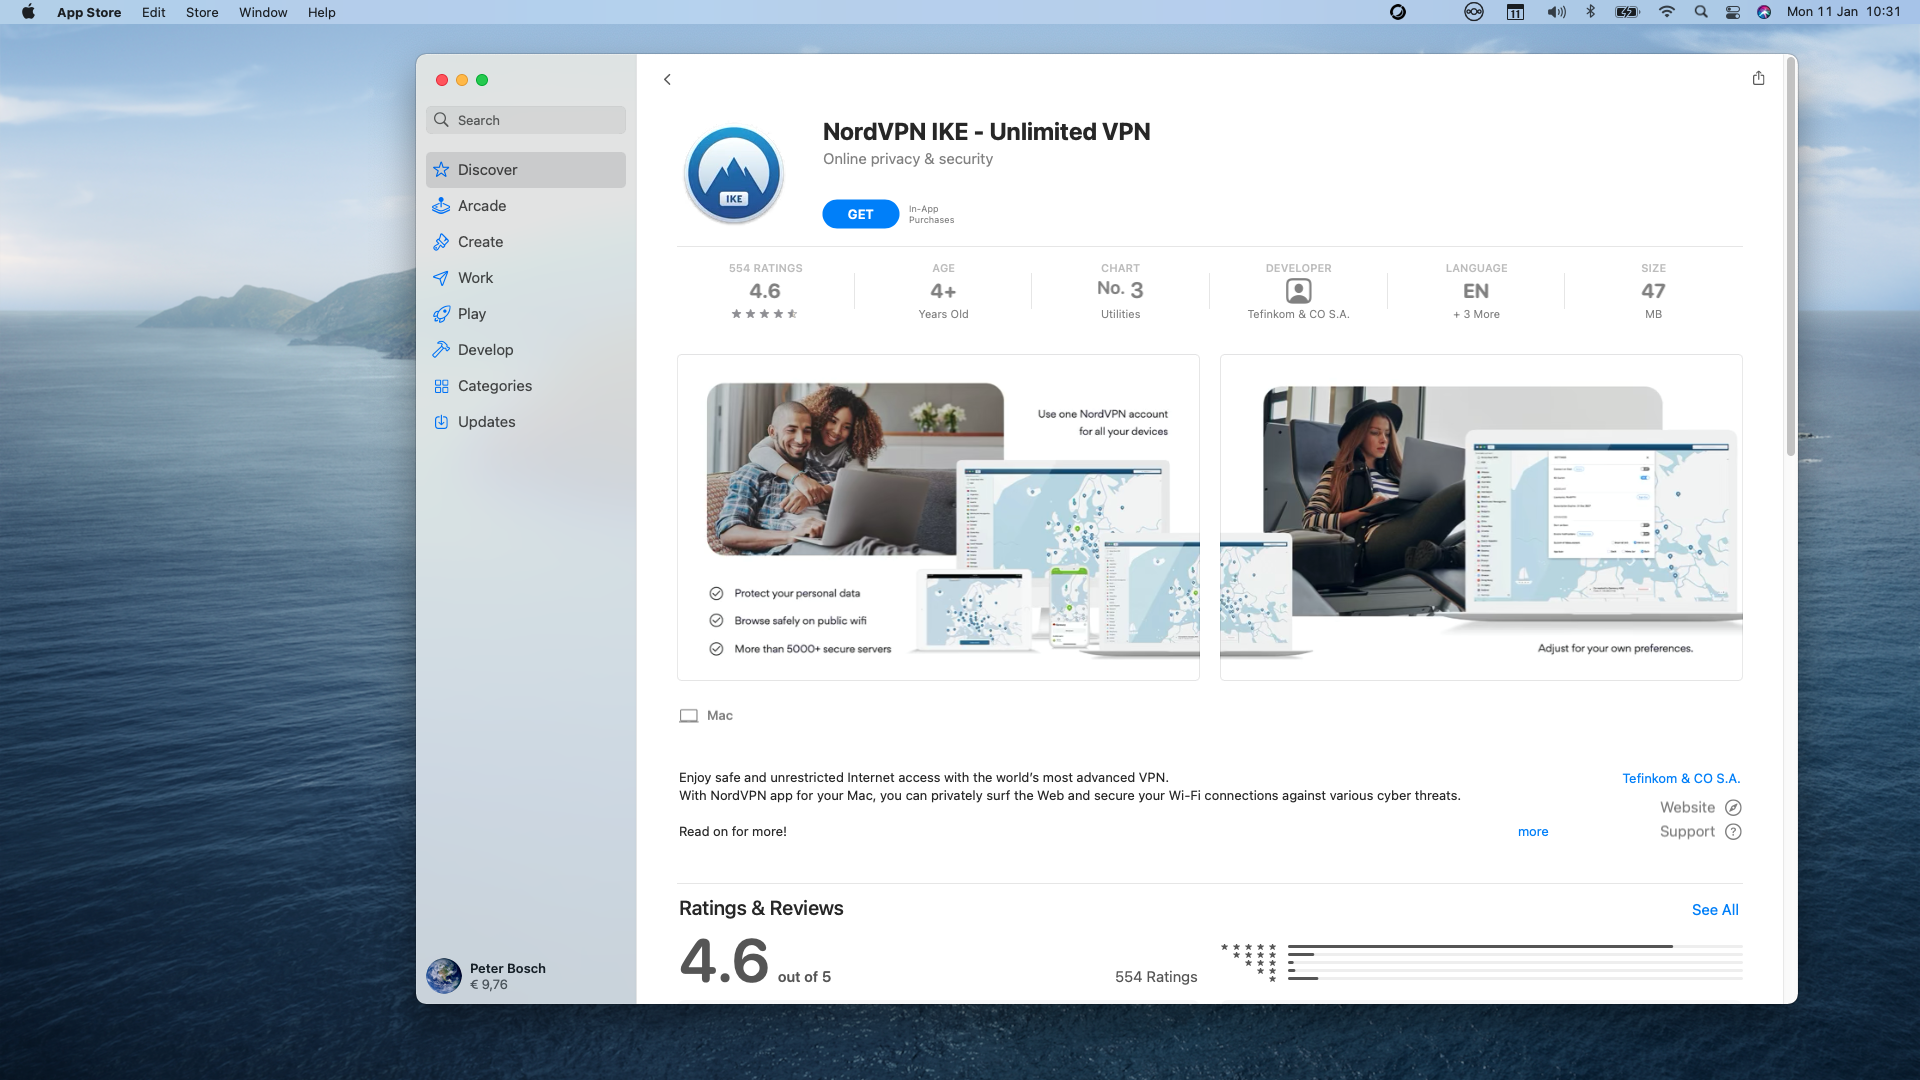 App Store Edit Store Window Help
11
Mon 11 Jan 10:31
Search
Discover
Arcade
Create
Work
Play
Develop
Categories
Updates
Peter Bosch
€ 9,76
NordVPN IKE - Unlimited VPN
Online privacy & security
IKE
GET
In-App
Purchases
554 RATINGS
4.6
AGE
4+
Years Old
CHART
No. 3
Utilities
DEVELOPER
Tefinkom & CO S.A.
LANGUAGE
EN
+ 3 More
SIZE
47
MB
Use one NordVPN account
for all your devices
Protect your personal data
Browse safely on public wifi
More than 5000+ secure servers
Adjust for your own preferences.
Mac
Enjoy safe and unrestricted Internet access with the world's most advanced VPN.
With NordVPN app for your Mac, you can privately surf the Web and secure your Wi-Fi connections against various cyber threats.
Read on for more!
more
Tefinkom & CO S.A.
Website
Support
Ratings & Reviews
See All
4.6 out of 5
554 Ratings